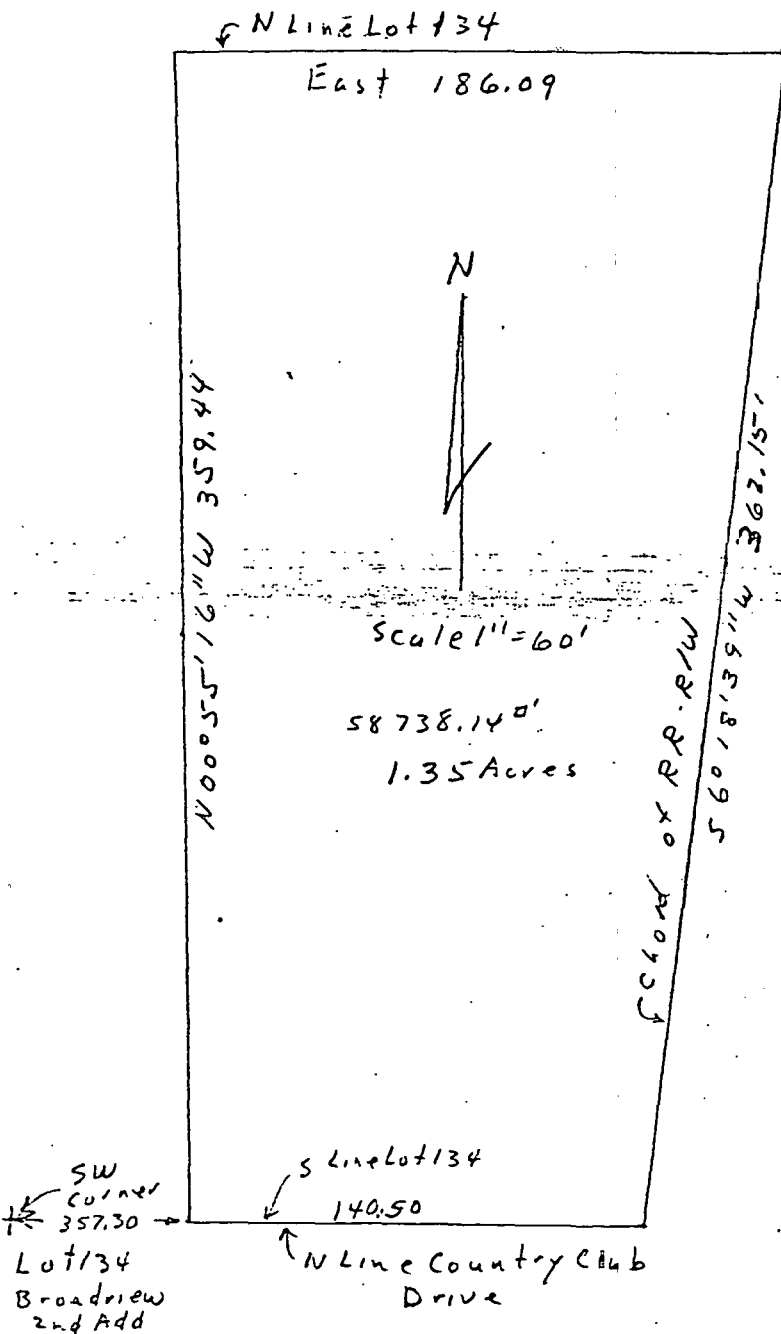 N Line Lot 134
East 186.09
N
N 00°55'16"W 359.44'
S 6°18'39"W 362.15'
Scale 1"=60'
58738.14 □'
1.35 Acres
Chord of RR. R/W
S Line Lot 134
SW
Corner
357.30
140.50
Lot 134
Broadview
2nd Add
N Line Country Club
Drive